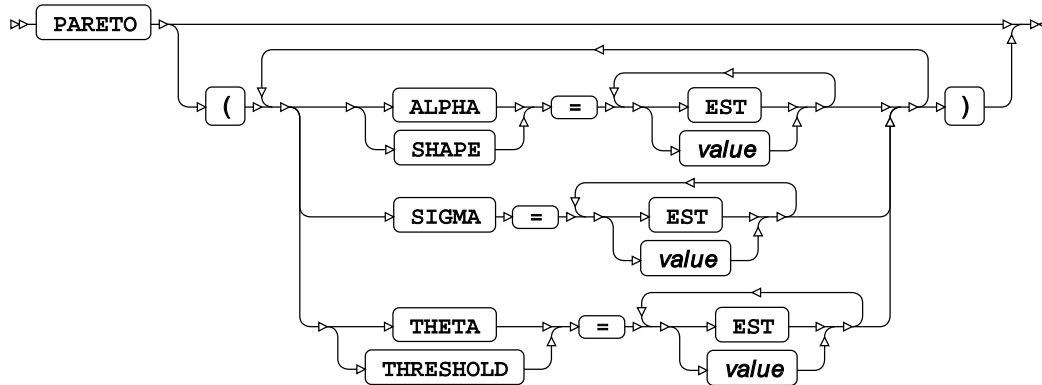 PARETO
( ALPHA = EST )
SHAPE value
SIGMA = EST
value
THETA = EST
THRESHOLD value